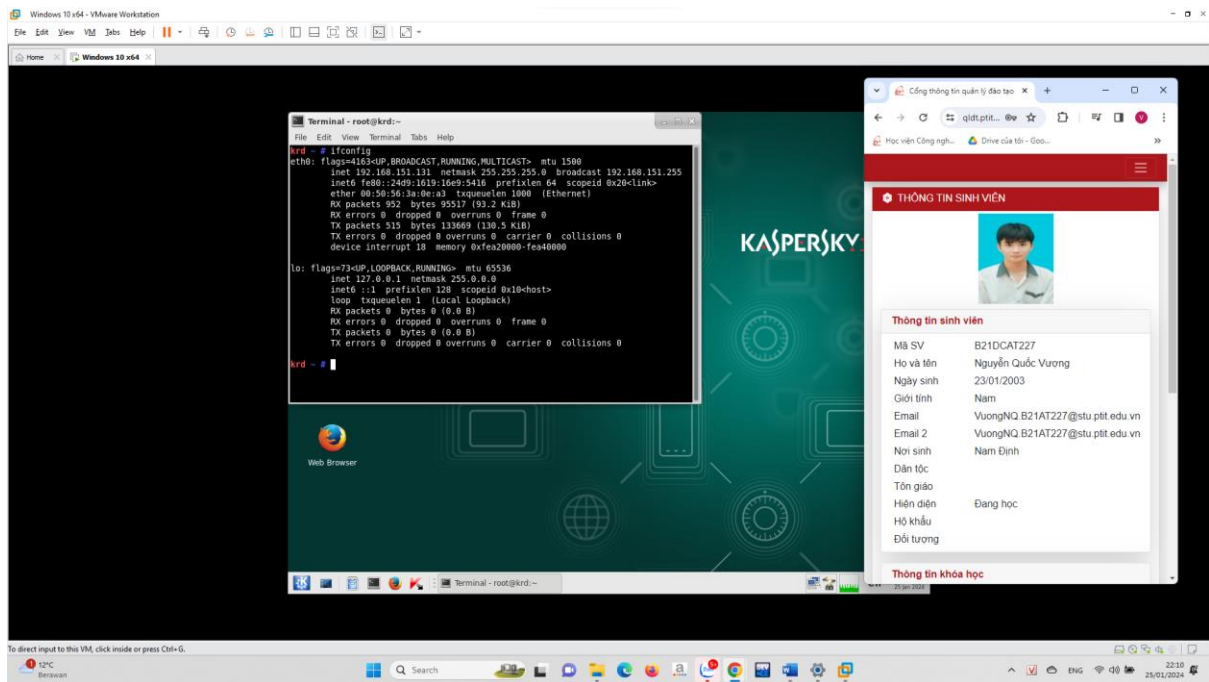 Windows 10 x64 - VMware Workstation
File Edit View VM Tabs Help
Home
Windows 10 x64
Terminal - root@krd:~
File Edit View Terminal Tabs Help
krd ~ # ifconfig
eth0: flags=4163<UP,BROADCAST,RUNNING,MULTICAST> mtu 1500
inet 192.168.151.131 netmask 255.255.255.0 broadcast 192.168.151.255
inet6 fe80::24d9:1619:16e9:5416 prefixlen 64 scopeid 0x20<link>
ether 00:50:56:3a:0e:a3 txqueuelen 1000 (Ethernet)
RX packets 952 bytes 95517 (93.2 KiB)
RX errors 0 dropped 0 overruns 0 frame 0
TX packets 515 bytes 133669 (130.5 KiB)
TX errors 0 dropped 0 overruns 0 carrier 0 collisions 0
device interrupt 18 memory 0xfea20000-fea40000
lo: flags=73<UP,LOOPBACK,RUNNING> mtu 65536
inet 127.0.0.1 netmask 255.0.0.0
inet6 ::1 prefixlen 128 scopeid 0x10<host>
loop txqueuelen 1 (Local Loopback)
RX packets 0 bytes 0 (0.0 B)
RX errors 0 dropped 0 overruns 0 frame 0
TX packets 0 bytes 0 (0.0 B)
TX errors 0 dropped 0 overruns 0 carrier 0 collisions 0
krd ~ #
KASPERSKY
Web Browser
Terminal - root@krd:~
25 Jan 2024
Cổng thông tin quản lý đào tạo
qldt.ptit...
V
Học viện Công ngh...
Drive của tôi - Goo...
THÔNG TIN SINH VIÊN
Thông tin sinh viên
Mã SV B21DCAT227
Họ và tên Nguyễn Quốc Vượng
Ngày sinh 23/01/2003
Giới tính Nam
Email VuongNQ.B21AT227@stu.ptit.edu.vn
Email 2 VuongNQ.B21AT227@stu.ptit.edu.vn
Nơi sinh Nam Định
Dân tộc
Tôn giáo
Hiện diện Đang học
Hộ khẩu
Đối tượng
Thông tin khóa học
To direct input to this VM, click inside or press Ctrl+G.
1
12°C
Berawan
Search
ENG
22:10
25/01/2024